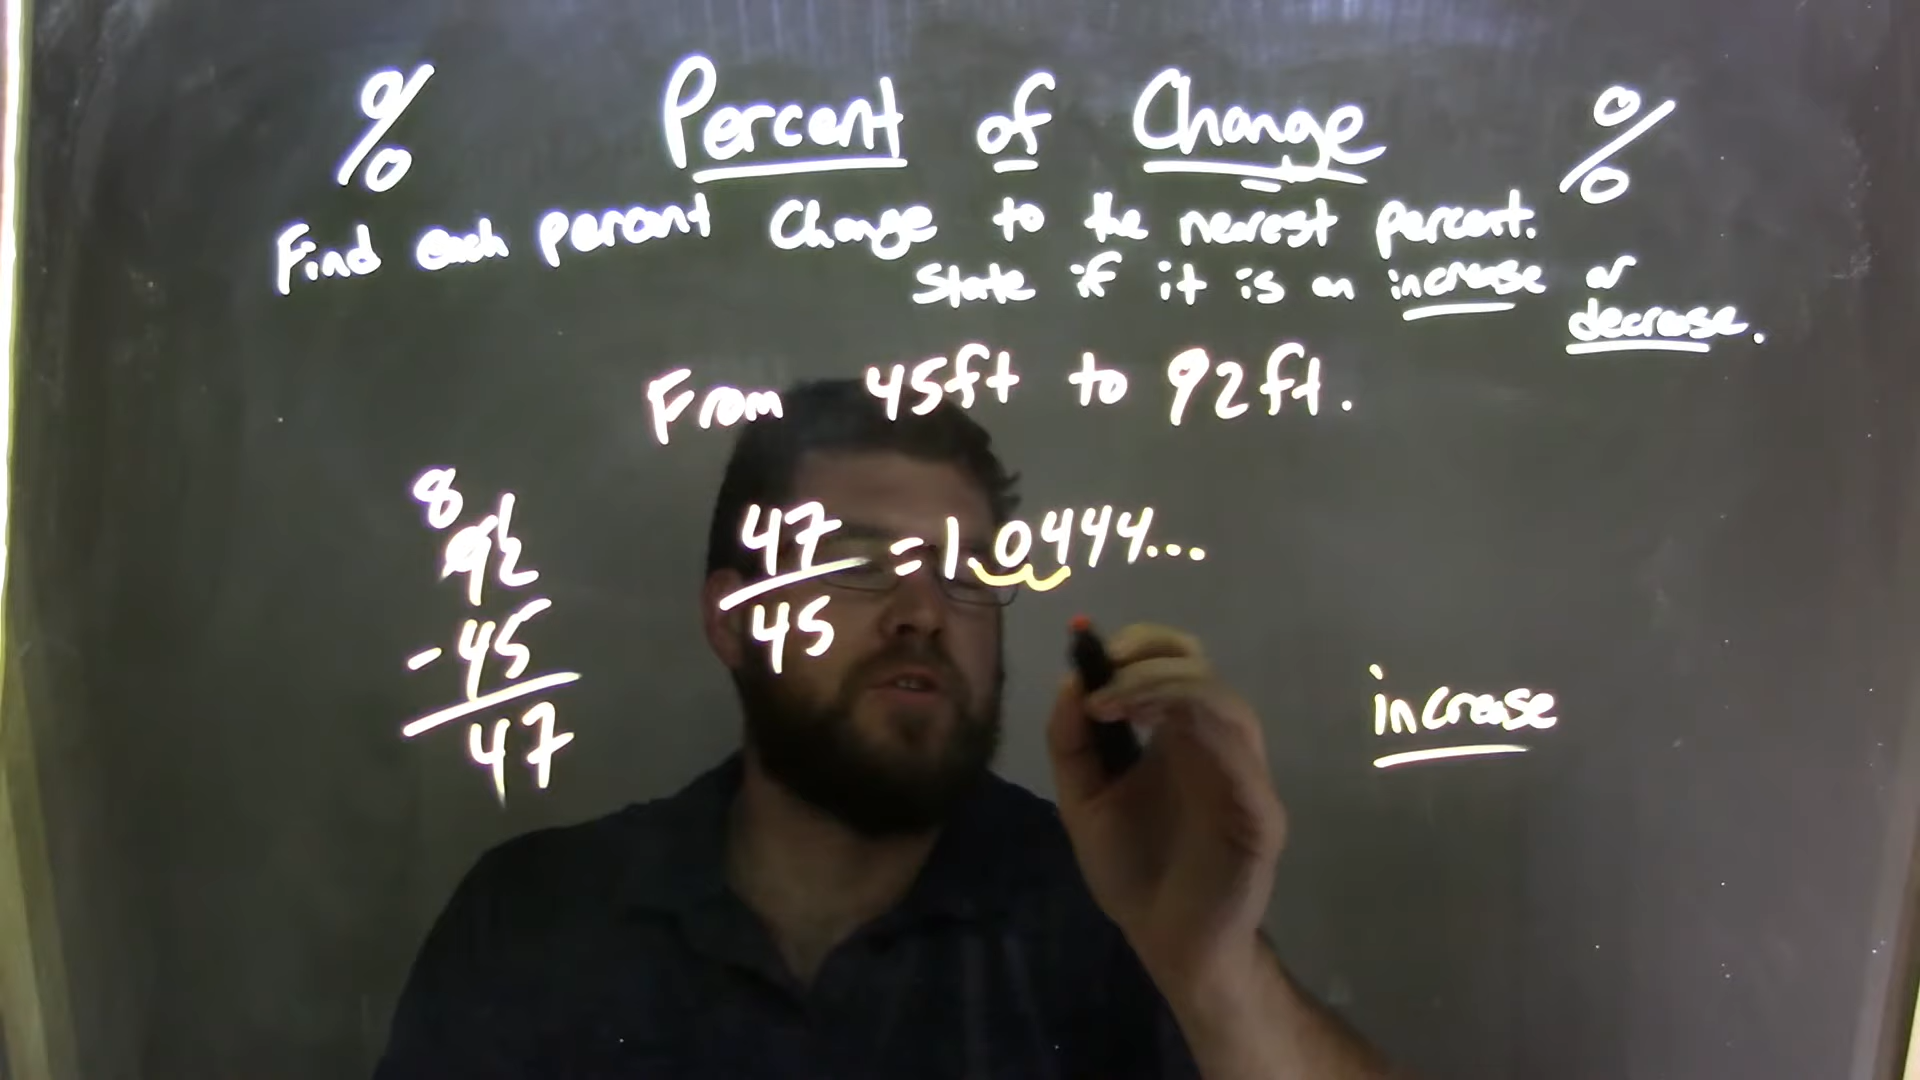 % Percent of Change %
Find each percent Change to the nearest percent.
State if it is an increase or
decrease.
From 45ft to 92ft.
8
92
-45
47
47
45
=1.0444...
increase